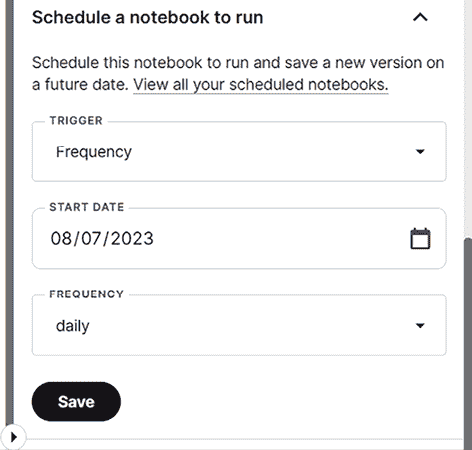 Schedule a notebook to run
Schedule this notebook to run and save a new version on
a future date. View all your scheduled notebooks.
TRIGGER
Frequency
START DATE
08/07/2023
FREQUENCY
daily
Save